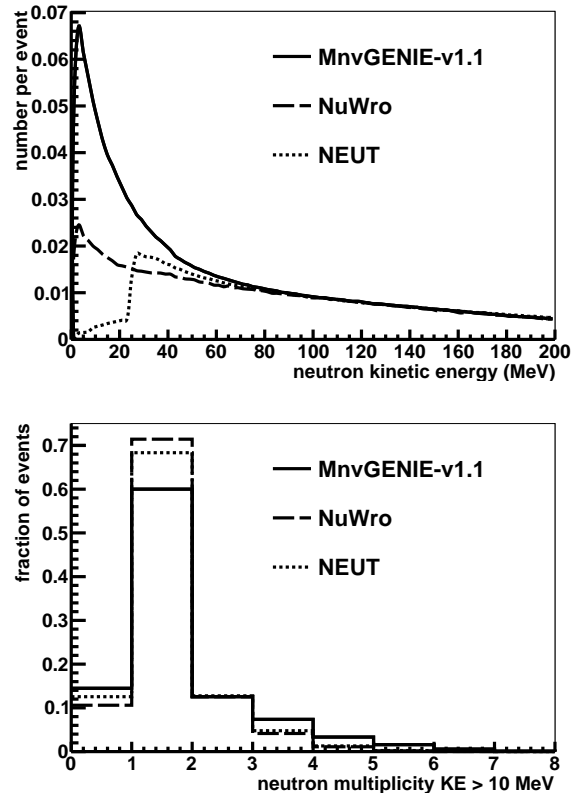 number per event
0.07
0.06
0.05
0.04
0.03
0.02
0.01
0
MnvGENIE-v1.1
NuWro
NEUT
0 20 40 60 80 100 120 140 160 180 200
neutron kinetic energy (MeV)
fraction of events
0.7
0.6
0.5
0.4
0.3
0.2
0.1
0
MnvGENIE-v1.1
NuWro
NEUT
0 1 2 3 4 5 6 7 8
neutron multiplicity KE > 10 MeV